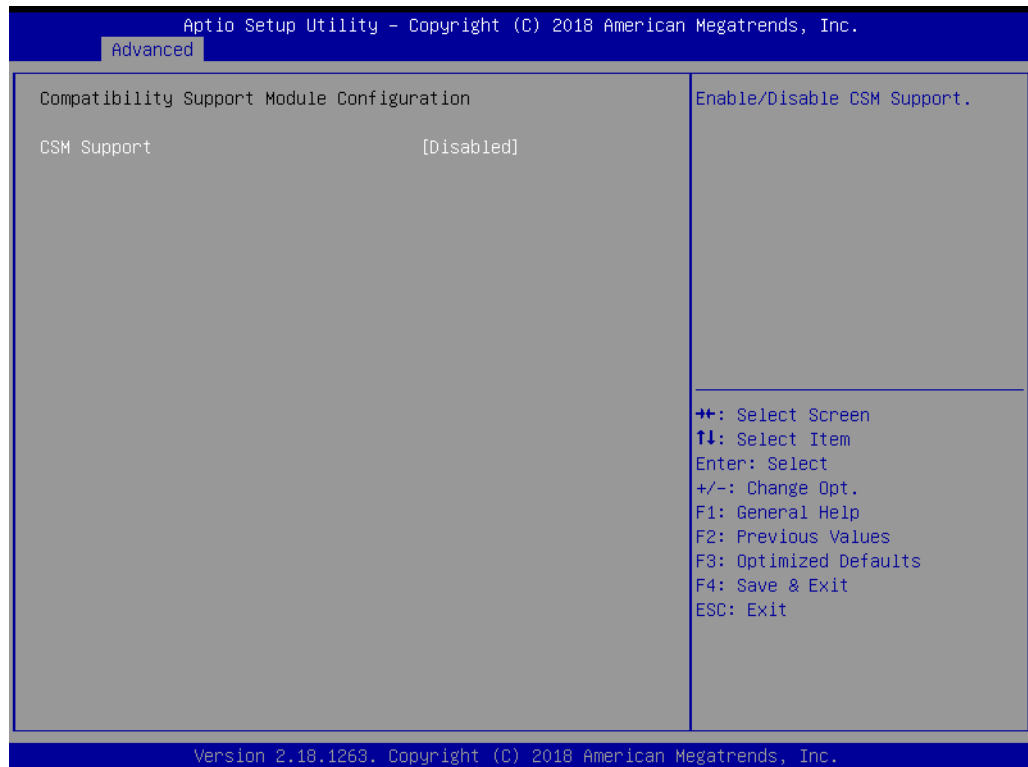 Aptio Setup Utility – Copyright (C) 2018 American Megatrends, Inc.
Advanced
Compatibility Support Module Configuration
CSM Support [Disabled]
Enable/Disable CSM Support.
→←: Select Screen
↑↓: Select Item
Enter: Select
+/-: Change Opt.
F1: General Help
F2: Previous Values
F3: Optimized Defaults
F4: Save & Exit
ESC: Exit
Version 2.18.1263. Copyright (C) 2018 American Megatrends, Inc.